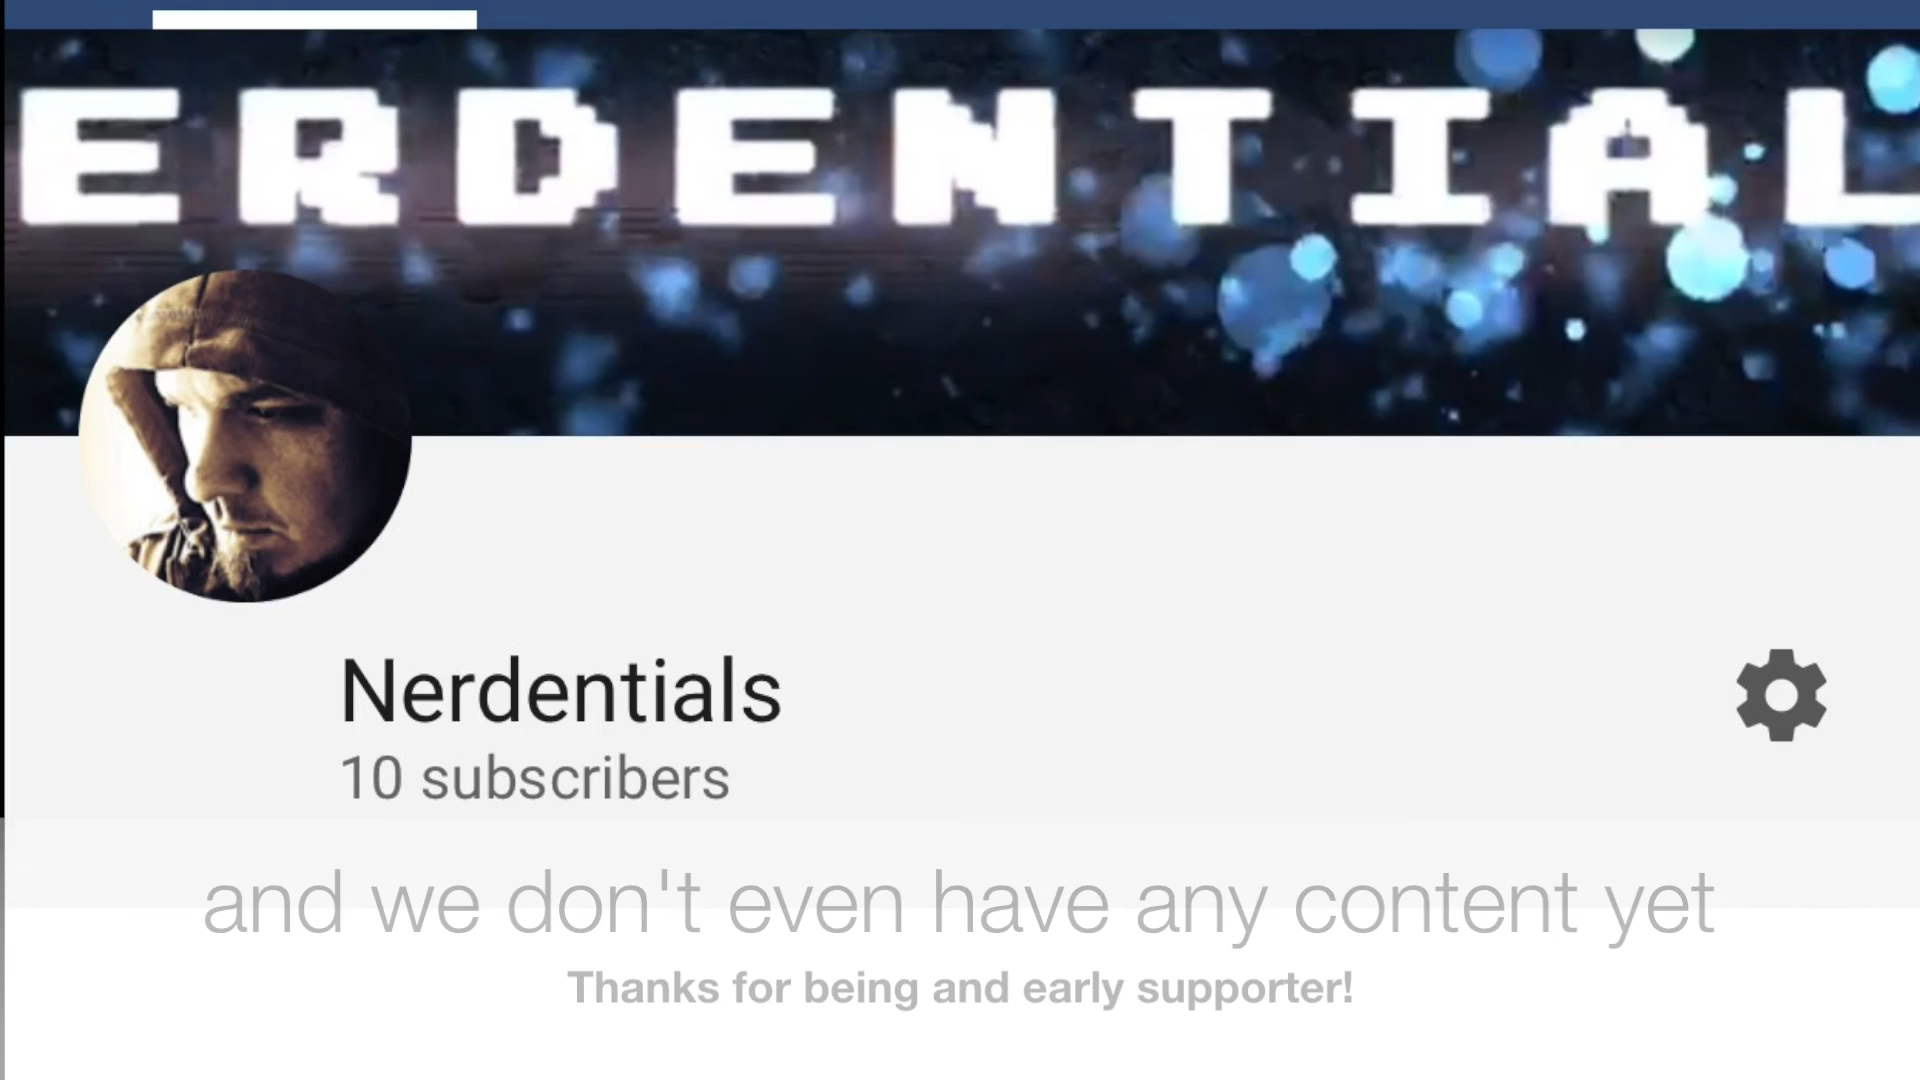 ERDENTIAL
Nerdentials
10 subscribers
and we don't even have any content yet
Thanks for being and early supporter!